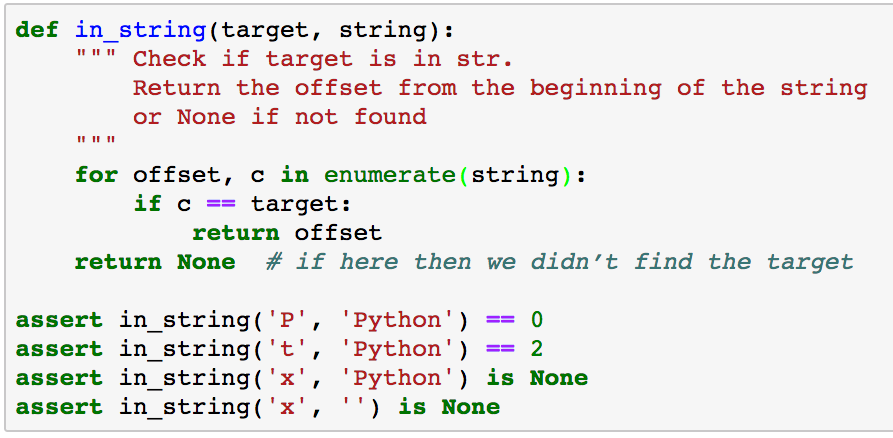 def in_string(target, string):
    """ Check if target is in str.
        Return the offset from the beginning of the string
        or None if not found
    """
    for offset, c in enumerate(string):
        if c == target:
            return offset
    return None  # if here then we didn’t find the target

assert in_string('P', 'Python') == 0
assert in_string('t', 'Python') == 2
assert in_string('x', 'Python') is None
assert in_string('x', '') is None